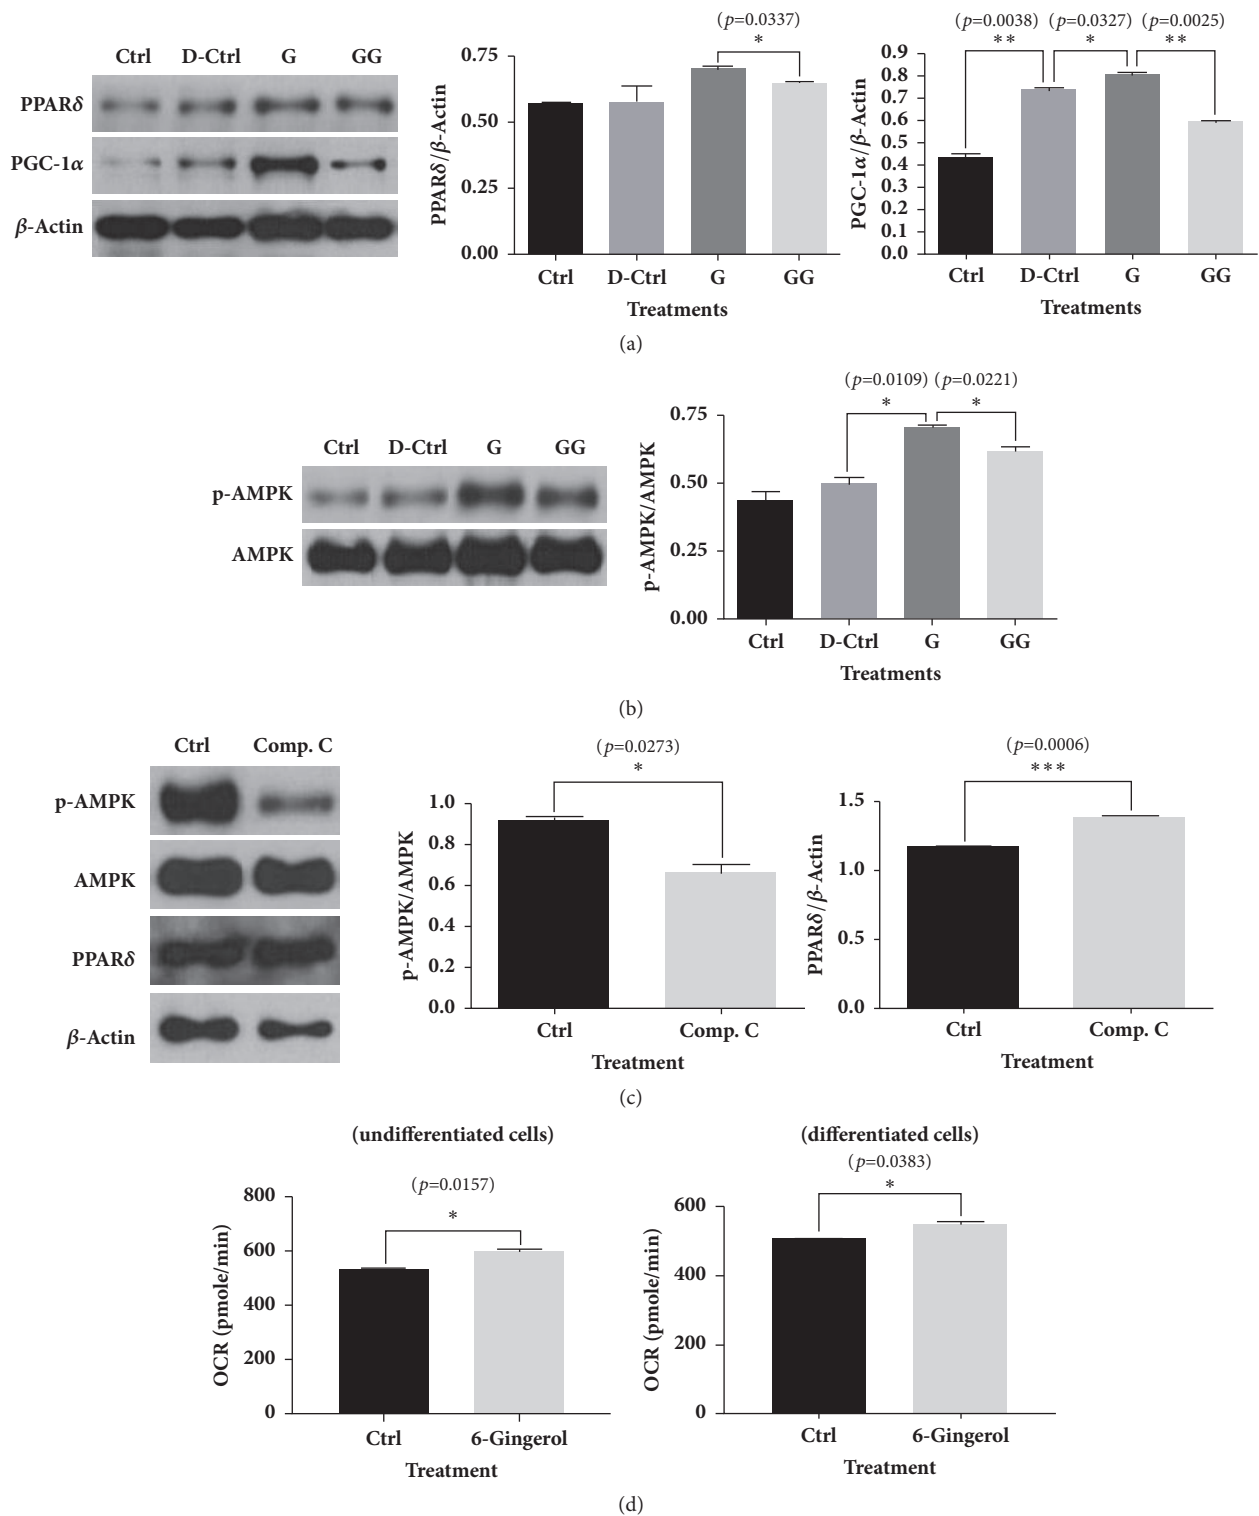 Ctrl D-Ctrl G GG
PPARδ
PGC-1α
β-Actin
(p=0.0337)
*
0.75
0.50
0.25
0.00
PPARδ/β-Actin
Ctrl D-Ctrl G GG
Treatments
(p=0.0038) (p=0.0327) (p=0.0025)
** * **
0.9
0.8
0.7
0.6
0.5
0.4
0.3
0.2
0.1
0.0
PGC-1α/β-Actin
Ctrl D-Ctrl G GG
Treatments
(a)
Ctrl D-Ctrl G GG
p-AMPK
AMPK
(p=0.0109) (p=0.0221)
* *
0.75
0.50
0.25
0.00
p-AMPK/AMPK
Ctrl D-Ctrl G GG
Treatments
(b)
Ctrl Comp. C
p-AMPK
AMPK
PPARδ
β-Actin
(p=0.0273)
*
1.0
0.8
0.6
0.4
0.2
0.0
p-AMPK/AMPK
Ctrl Comp. C
Treatment
(p=0.0006)
***
1.5
1.0
0.5
0.0
PPARδ/β-Actin
Ctrl Comp. C
Treatment
(c)
(undifferentiated cells)
(p=0.0157)
*
800
600
400
200
0
OCR (pmole/min)
Ctrl 6-Gingerol
Treatment
(differentiated cells)
(p=0.0383)
*
600
400
200
0
OCR (pmole/min)
Ctrl 6-Gingerol
Treatment
(d)